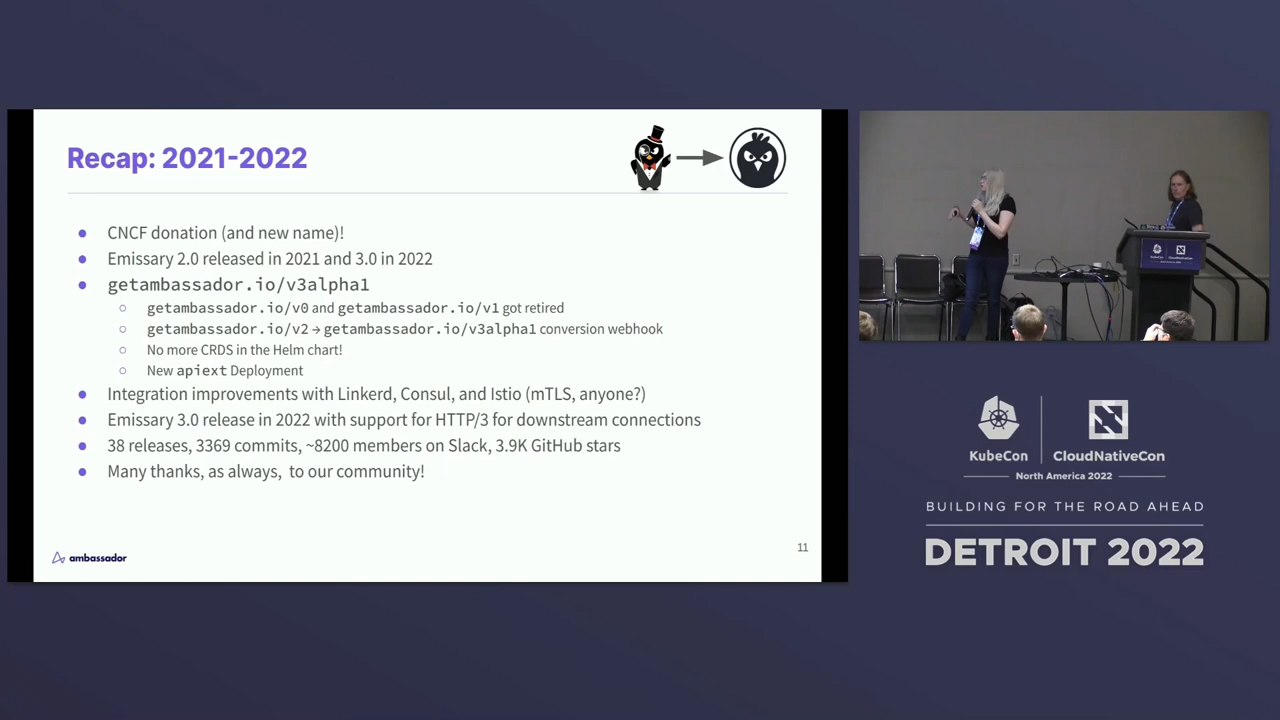 Recap: 2021-2022
CNCF donation (and new name)!
Emissary 2.0 released in 2021 and 3.0 in 2022
getambassador.io/v3alpha1
getambassador.io/v0 and getambassador.io/v1 got retired
getambassador.io/v2 → getambassador.io/v3alpha1 conversion webhook
No more CRDS in the Helm chart!
New apiext Deployment
Integration improvements with Linkerd, Consul, and Istio (mTLS, anyone?)
Emissary 3.0 release in 2022 with support for HTTP/3 for downstream connections
38 releases, 3369 commits, ~8200 members on Slack, 3.9K GitHub stars
Many thanks, as always, to our community!
ambassador
11
KubeCon
CloudNativeCon
North America 2022
BUILDING FOR THE ROAD AHEAD
DETROIT 2022